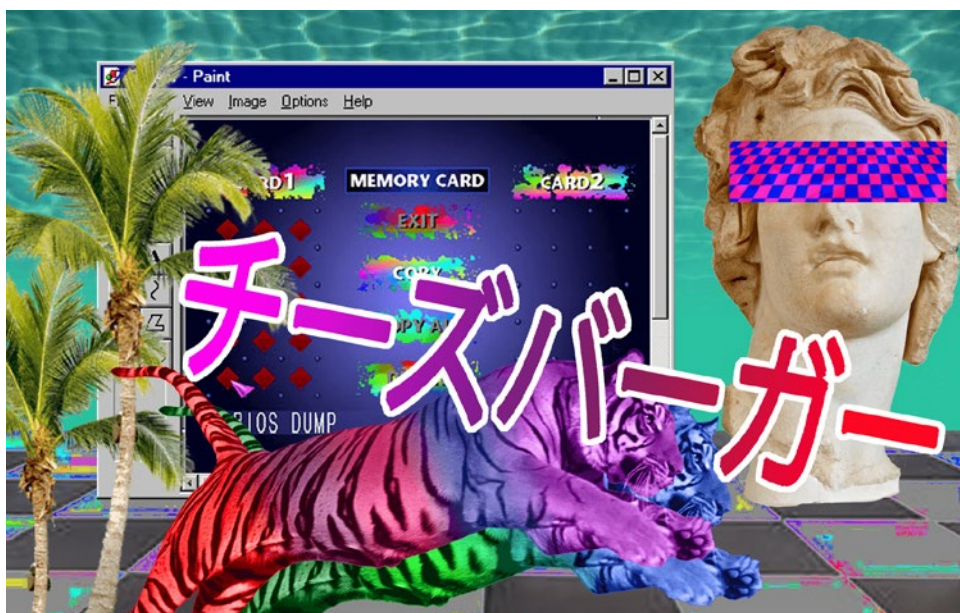 - Paint
View Image Options Help
MEMORY CARD
CARD2
EXIT
COPY
チーズバーガー
BIOS DUMP